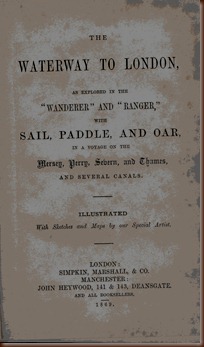 THE
WATERWAY TO LONDON,
AS EXPLORED IN THE
"WANDERER" AND "RANGER,"
WITH
SAIL, PADDLE, AND OAR,
IN A VOYAGE ON THE
Mersey, Perry, Severn, and Thames,
AND SEVERAL CANALS.
ILLUSTRATED
With Sketches and Maps by our Special Artist.
LONDON:
SIMPKIN, MARSHALL, & CO.
MANCHESTER:
JOHN HEYWOOD, 141 & 143, DEANSGATE.
AND ALL BOOKSELLERS.
1869.